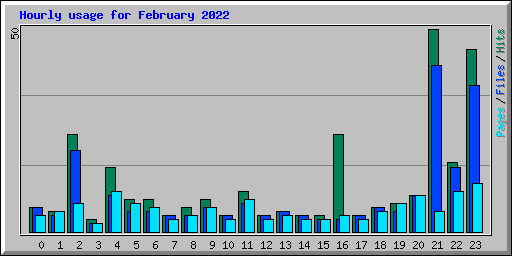 Hourly usage for February 2022
50
Pages / Files / Hits
0 1 2 3 4 5 6 7 8 9 10 11 12 13 14 15 16 17 18 19 20 21 22 23